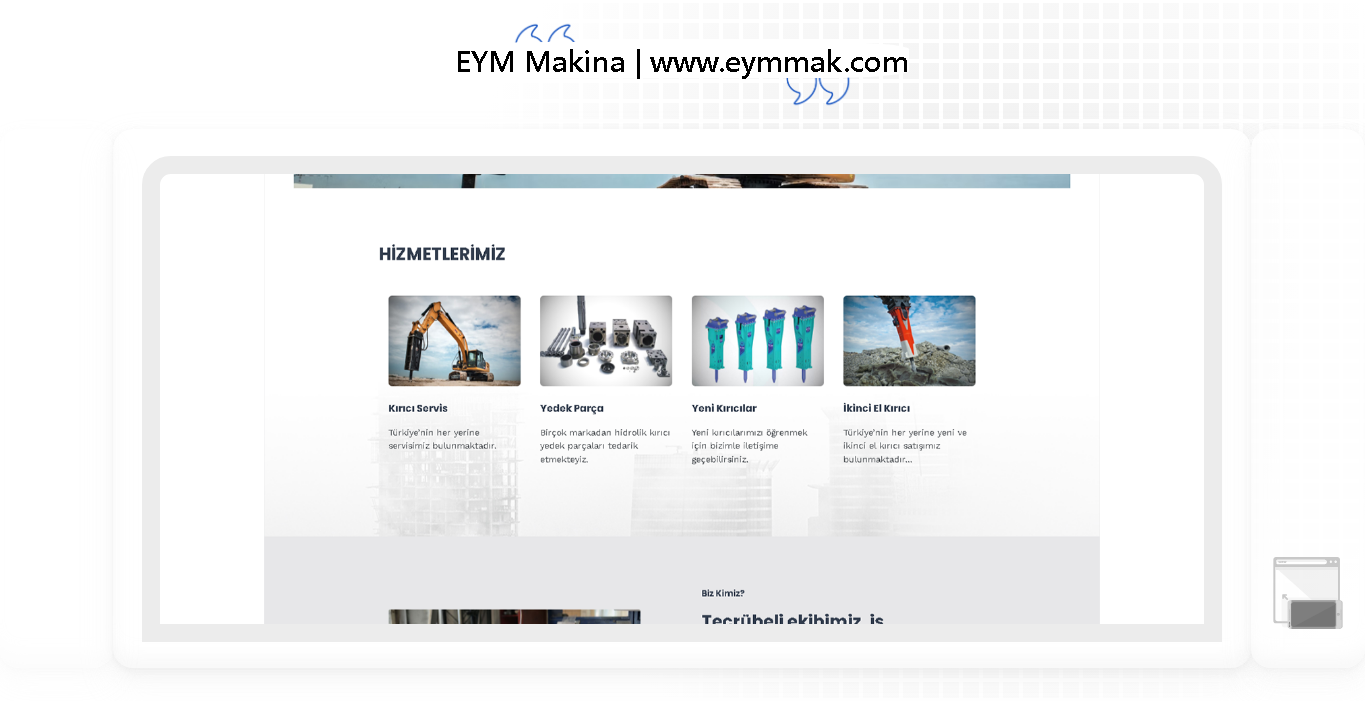 EYM Makina | www.eymmak.com
HİZMETLERİMİZ
Kırıcı Servis
Türkiye'nin her yerine
servisimiz bulunmaktadır.
Yedek Parça
Birçok markadan hidrolik kırıcı
yedek parçaları tedarik
etmekteyiz.
Yeni Kırıcılar
Yeni kırıcılarımızı öğrenmek
için bizimle iletişime
geçebilirsiniz.
İkinci El Kırıcı
Türkiye'nin her yerine yeni ve
ikinci el kırıcı satışımız
bulunmaktadır...
Biz Kimiz?
Tecrübeli ekibimiz, iş